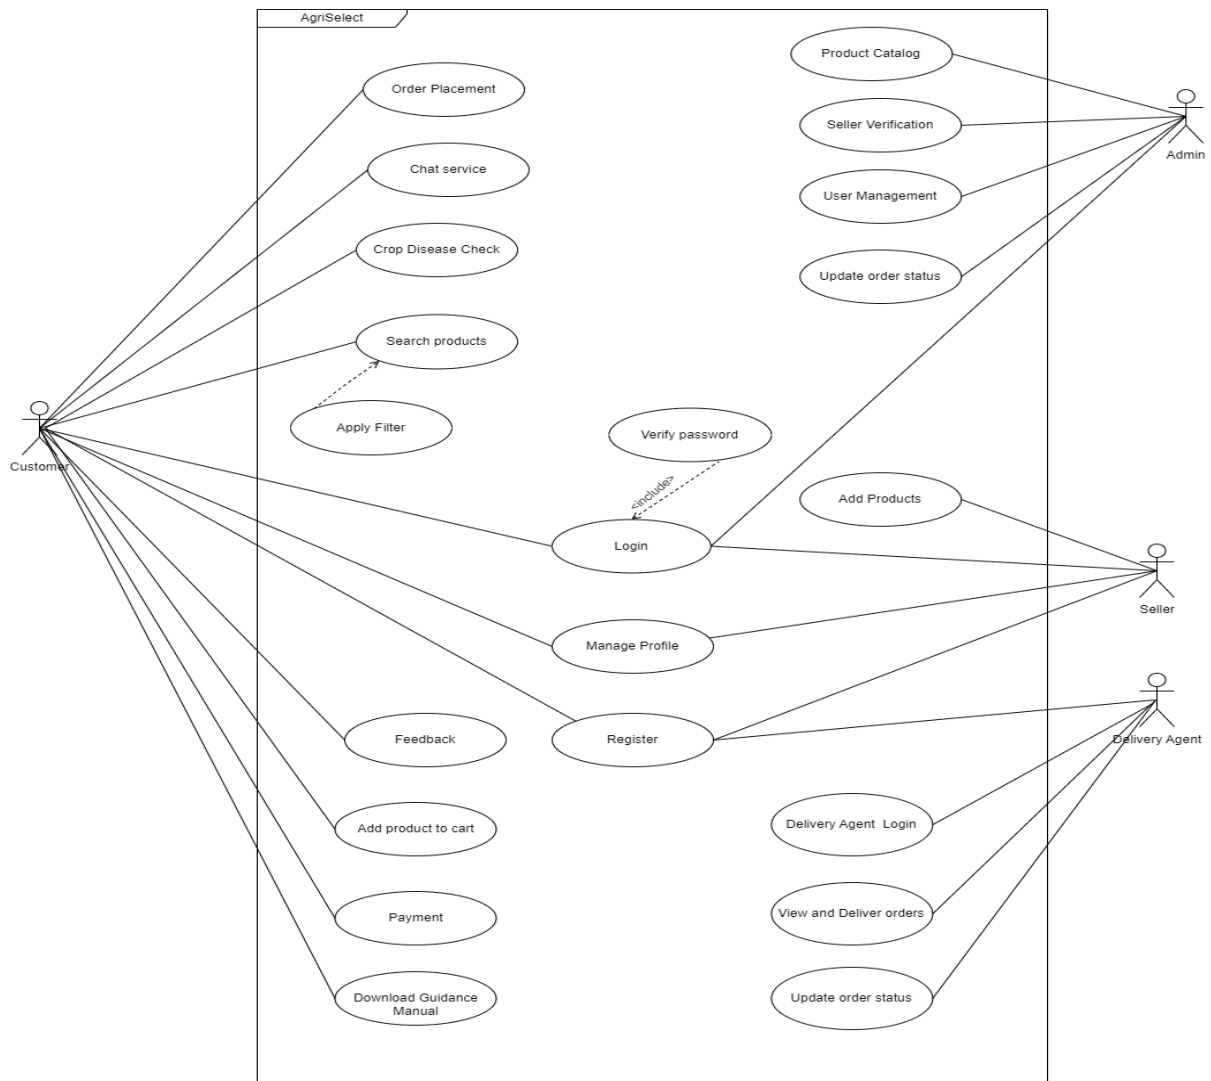 AgriSelect
Product Catalog
Order Placement
Seller Verification
Admin
Chat service
User Management
Crop Disease Check
Update order status
Search products
Apply Filter
Verify password
Customer
<include>
Add Products
Login
Seller
Manage Profile
Feedback
Register
Delivery Agent
Add product to cart
Delivery Agent  Login
Payment
View and Deliver orders
Download Guidance
Manual
Update order status